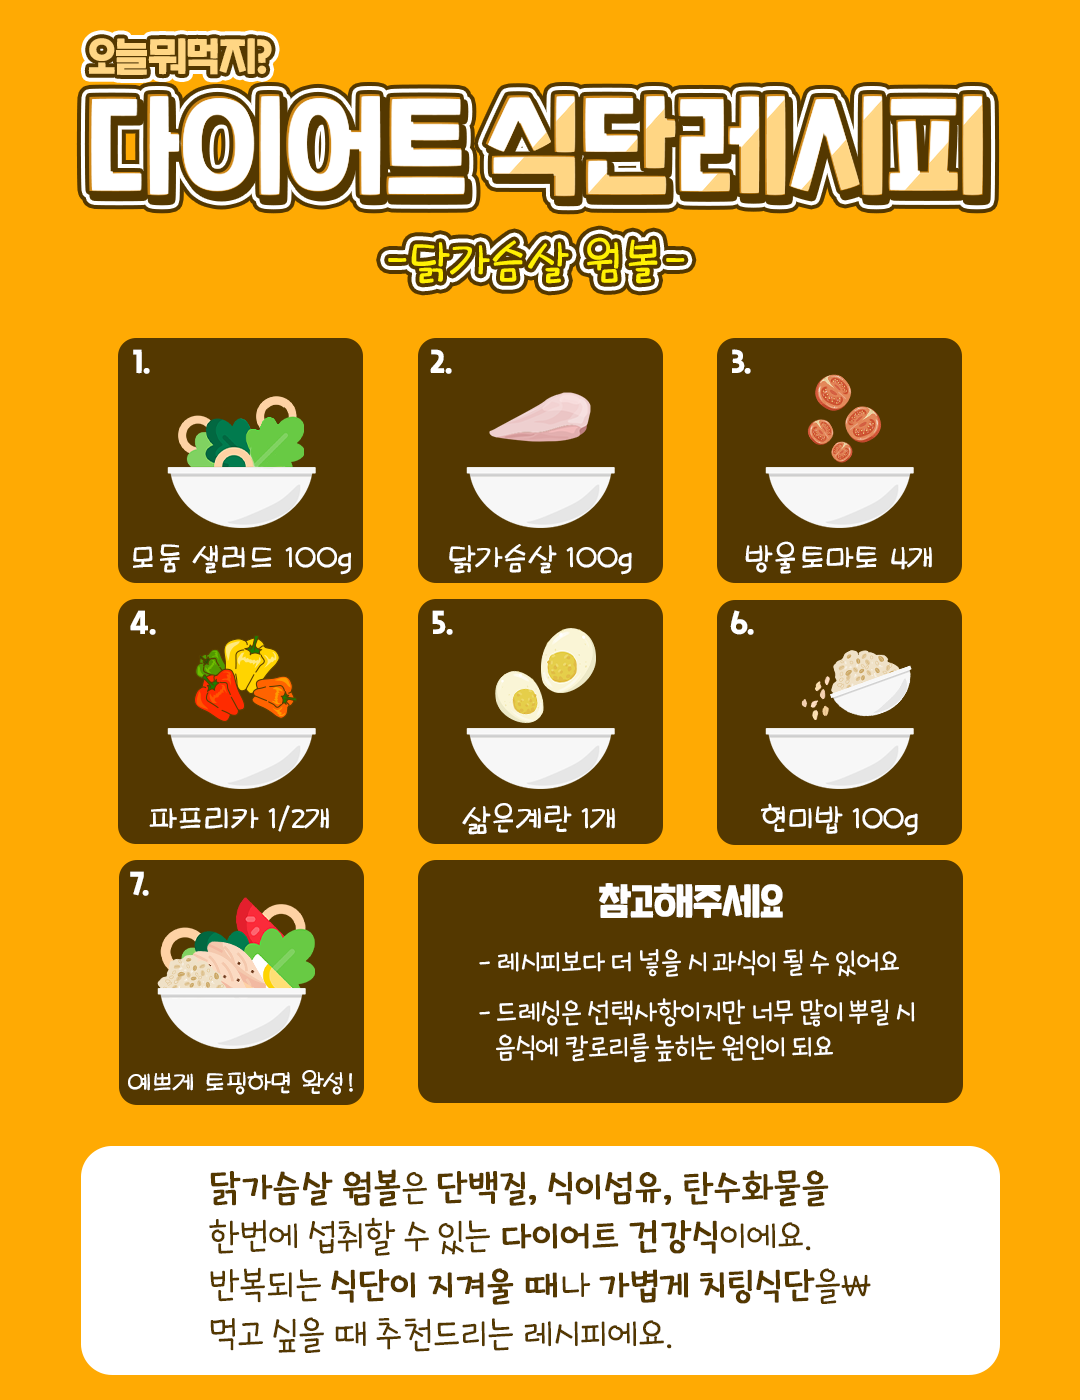 오늘뭐먹지?
다이어트 식단레시피
-닭가슴살 웜볼-
1.
모둠 샐러드 100g
2.
닭가슴살 100g
3.
방울토마토 4개
4.
파프리카 1/2개
5.
삶은계란 1개
6.
현미밥 100g
7.
예쁘게 토핑하면 완성!
참고해주세요
- 레시피보다 더 넣을 시 과식이 될 수 있어요
- 드레싱은 선택사항이지만 너무 많이 뿌릴 시
음식에 칼로리를 높히는 원인이 되요
닭가슴살 웜볼은 단백질, 식이섬유, 탄수화물을
한번에 섭취할 수 있는 다이어트 건강식이에요.
반복되는 식단이 지겨울 때나 가볍게 치팅식단을₩
먹고 싶을 때 추천드리는 레시피에요.